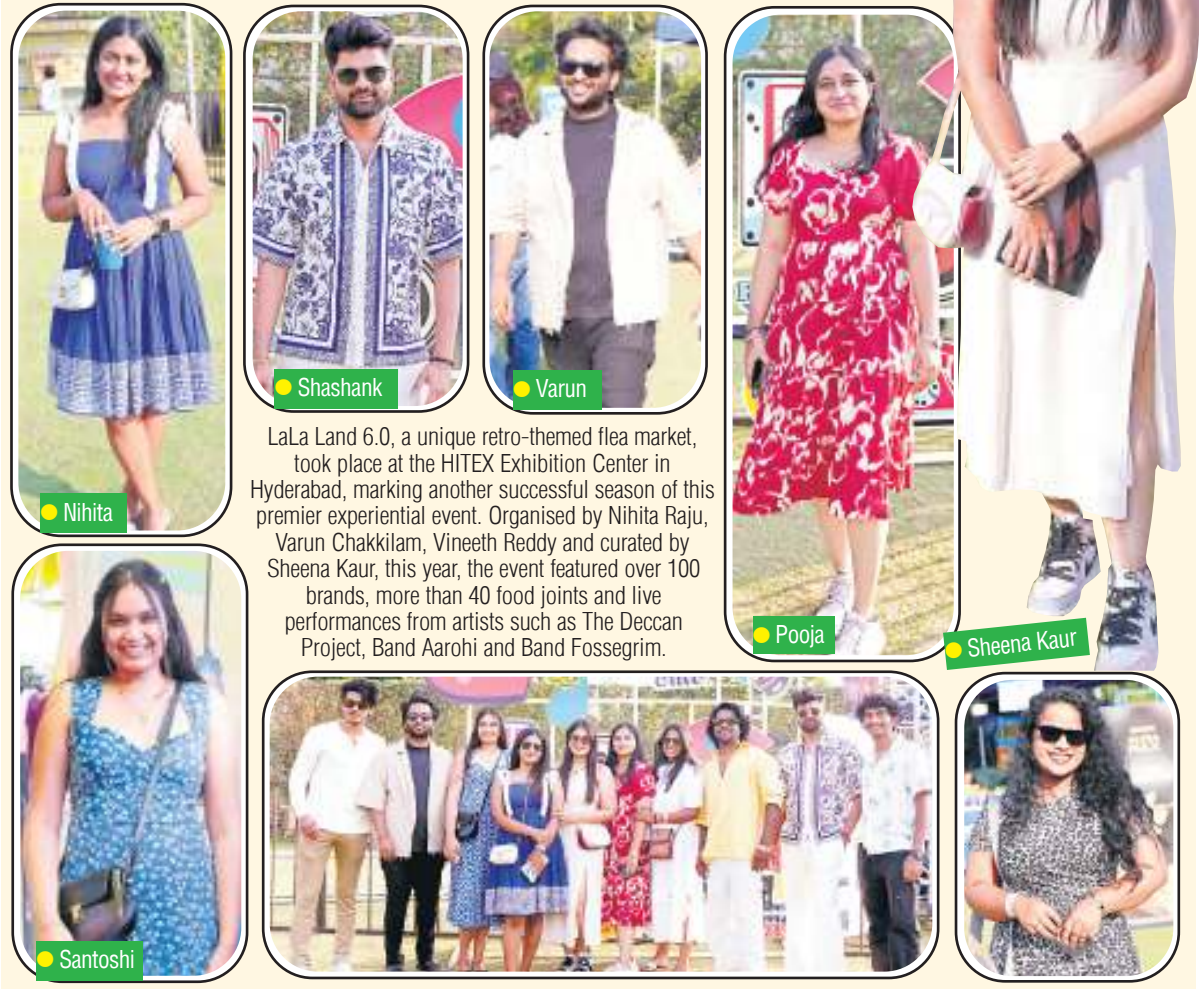 Nihita
Shashank
Varun
LaLa Land 6.0, a unique retro-themed flea market,
took place at the HITEX Exhibition Center in
Hyderabad, marking another successful season of this
premier experiential event. Organised by Nihita Raju,
Varun Chakkilam, Vineeth Reddy and curated by
Sheena Kaur, this year, the event featured over 100
brands, more than 40 food joints and live
performances from artists such as The Deccan
Project, Band Aarohi and Band Fossegrim.
Pooja
Sheena Kaur
Santoshi